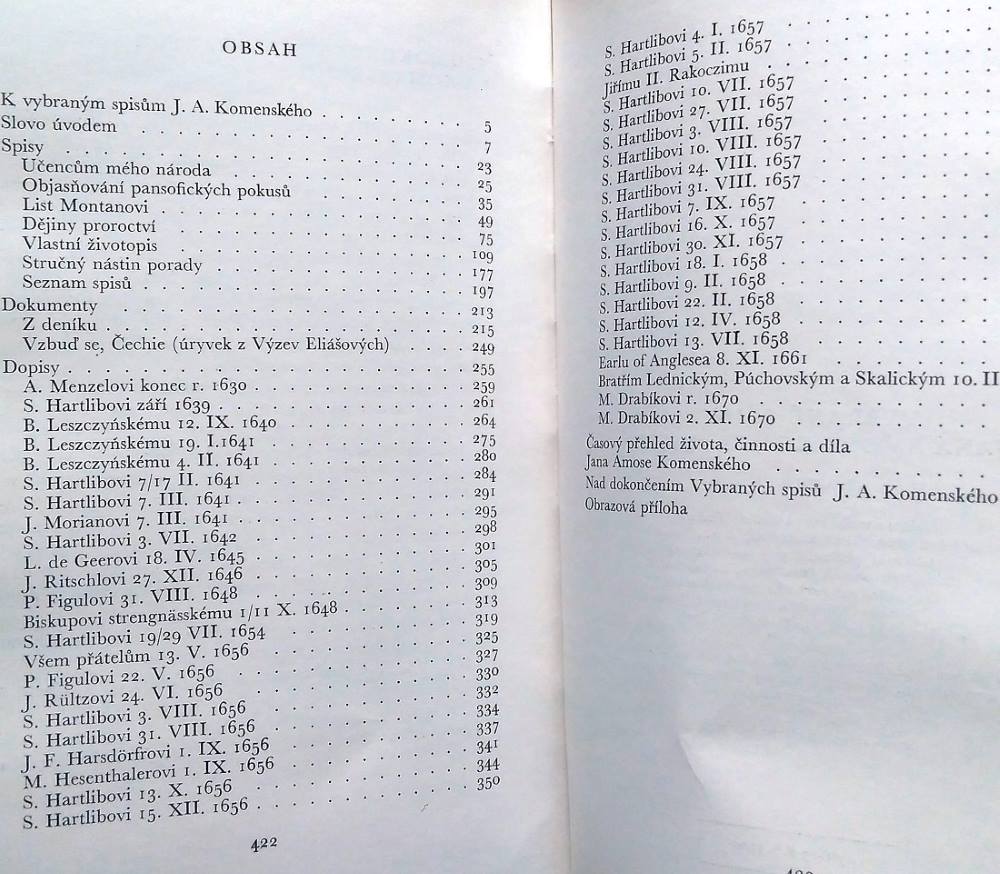 OBSAH
K vybraným spisům J. A. Komenského 5
Slovo úvodem 7
Spisy 23
Učencům mého národa 25
Objasňování pansofických pokusů 35
List Montanovi 49
Dějiny proroctví 75
Vlastní životopis 109
Stručný nástin porady 177
Seznam spisů 197
Dokumenty 213
Z deníku 215
Vzbuď se, Čechie (úryvek z Výzev Eliášových) 249
Dopisy 255
A. Menzelovi konec r. 1630 259
S. Hartlibovi září 1639 261
B. Leszczyńskému 12. IX. 1640 264
B. Leszczyńskému 19. I.1641 275
B. Leszczyńskému 4. II. 1641 280
S. Hartlibovi 7/17 II. 1641 284
S. Hartlibovi 7. III. 1641 291
J. Morianovi 7. III. 1641 295
S. Hartlibovi 3. VII. 1642 298
L. de Geerovi 18. IV. 1645 301
J. Ritschlovi 27. XII. 1646 305
P. Figulovi 31. VIII. 1648 309
Biskupovi strengnässkému 1/11 X. 1648 313
S. Hartlibovi 19/29 VII. 1654 319
Všem přátelům 13. V. 1656 325
P. Figulovi 22. V. 1656 327
J. Rültzovi 24. VI. 1656 330
S. Hartlibovi 3. VIII. 1656 332
S. Hartlibovi 31. VIII. 1656 334
J. F. Harsdörfrovi 1. IX. 1656 337
M. Hesenthalerovi 1. IX. 1656 341
S. Hartlibovi 13. X. 1656 344
S. Hartlibovi 15. XII. 1656 350
422
S. Hartlibovi 4. I. 1657
S. Hartlibovi 5. II. 1657
Jiřímu II. Rakoczimu
S. Hartlibovi 10. VII. 1657
S. Hartlibovi 27. VII. 1657
S. Hartlibovi 3. VIII. 1657
S. Hartlibovi 10. VIII. 1657
S. Hartlibovi 24. VIII. 1657
S. Hartlibovi 31. VIII. 1657
S. Hartlibovi 7. IX. 1657
S. Hartlibovi 16. X. 1657
S. Hartlibovi 30. XI. 1657
S. Hartlibovi 18. I. 1658
S. Hartlibovi 9. II. 1658
S. Hartlibovi 22. II. 1658
S. Hartlibovi 12. IV. 1658
S. Hartlibovi 13. VII. 1658
Earlu of Anglesea 8. XI. 1661
Bratřím Lednickým, Púchovským a Skalickým 10. II
M. Drabíkovi r. 1670
M. Drabíkovi 2. XI. 1670
Časový přehled života, činnosti a díla
Jana Amose Komenského
Nad dokončením Vybraných spisů J. A. Komenského
Obrazová příloha